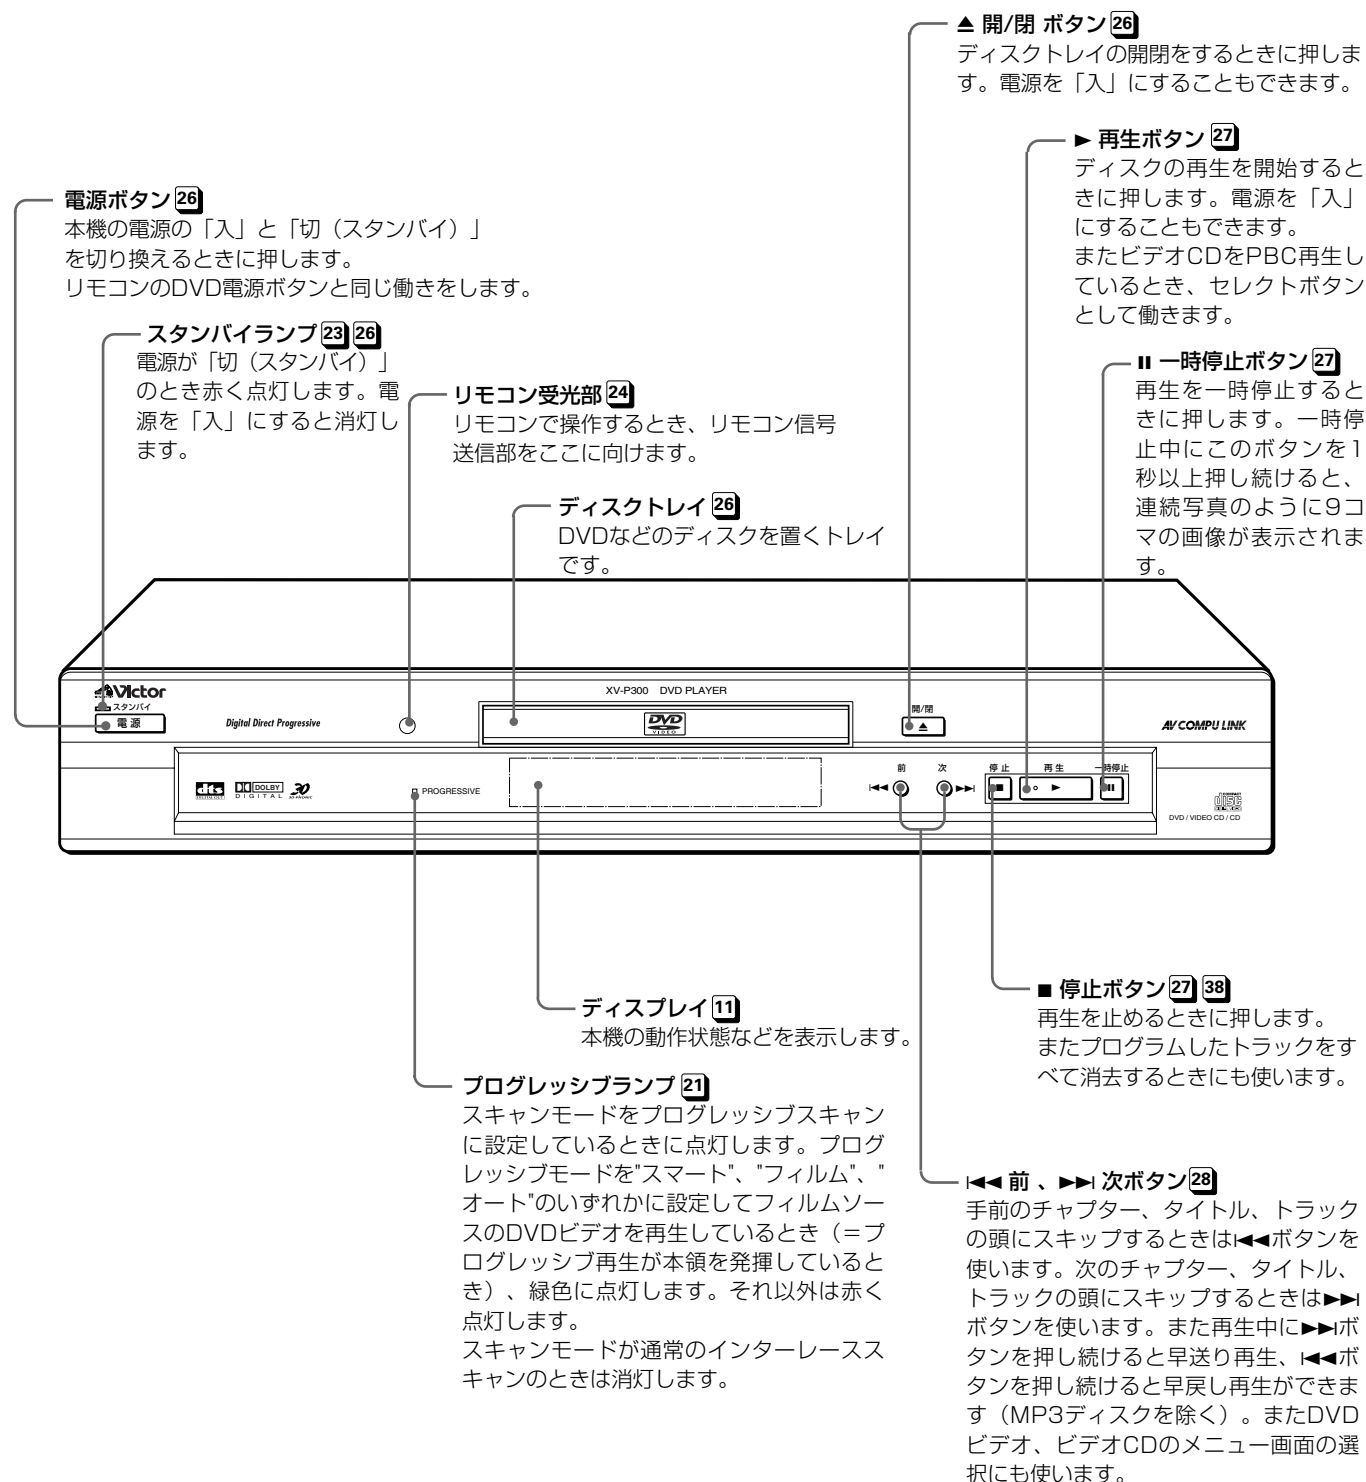 ▲ 開/閉 ボタン 26
ディスクトレイの開閉をするときに押しま
す。電源を「入」にすることもできます。
► 再生ボタン 27
ディスクの再生を開始すると
きに押します。電源を「入」
にすることもできます。
またビデオCDをPBC再生し
ているとき、セレクトボタン
として働きます。
電源ボタン 26
本機の電源の「入」と「切（スタンバイ）」
を切り換えるときに押します。
リモコンのDVD電源ボタンと同じ働きをします。
スタンバイランプ 23 26
電源が「切（スタンバイ）」
のとき赤く点灯します。電
源を「入」にすると消灯し
ます。
リモコン受光部 24
リモコンで操作するとき、リモコン信号
送信部をここに向けます。
II 一時停止ボタン 27
再生を一時停止すると
きに押します。一時停
止中にこのボタンを1
秒以上押し続けると、
連続写真のように9コ
マの画像が表示されま
す。
ディスクトレイ 26
DVDなどのディスクを置くトレイ
です。
Victor
スタンバイ
電源
Digital Direct Progressive
XV-P300 DVD PLAYER
DVD
VIDEO
開/閉
▲
AV COMPU LINK
dts
DOLBY
DIGITAL
3D
PROGRESSIVE
前
次
停止
再生
一時停止
I◄◄
►►I
■
►
II
COMPACT
disc
DVD / VIDEO CD / CD
ディスプレイ 11
本機の動作状態などを表示します。
■ 停止ボタン 27 38
再生を止めるときに押します。
またプログラムしたトラックをす
べて消去するときにも使います。
プログレッシブランプ 21
スキャンモードをプログレッシブスキャン
に設定しているときに点灯します。プログ
レッシブモードを"スマート"、"フィルム"、"
オート"のいずれかに設定してフィルムソー
スのDVDビデオを再生しているとき（＝プ
ログレッシブ再生が本領を発揮していると
き）、緑色に点灯します。それ以外は赤く
点灯します。
スキャンモードが通常のインターレースス
キャンのときは消灯します。
I◄◄ 前 、►►I 次ボタン 28
手前のチャプター、タイトル、トラック
の頭にスキップするときはI◄◄ボタンを
使います。次のチャプター、タイトル、
トラックの頭にスキップするときは►►I
ボタンを使います。また再生中に►►Iボ
タンを押し続けると早送り再生、I◄◄ボ
タンを押し続けると早戻し再生ができま
す（MP3ディスクを除く）。またDVD
ビデオ、ビデオCDのメニュー画面の選
択にも使います。